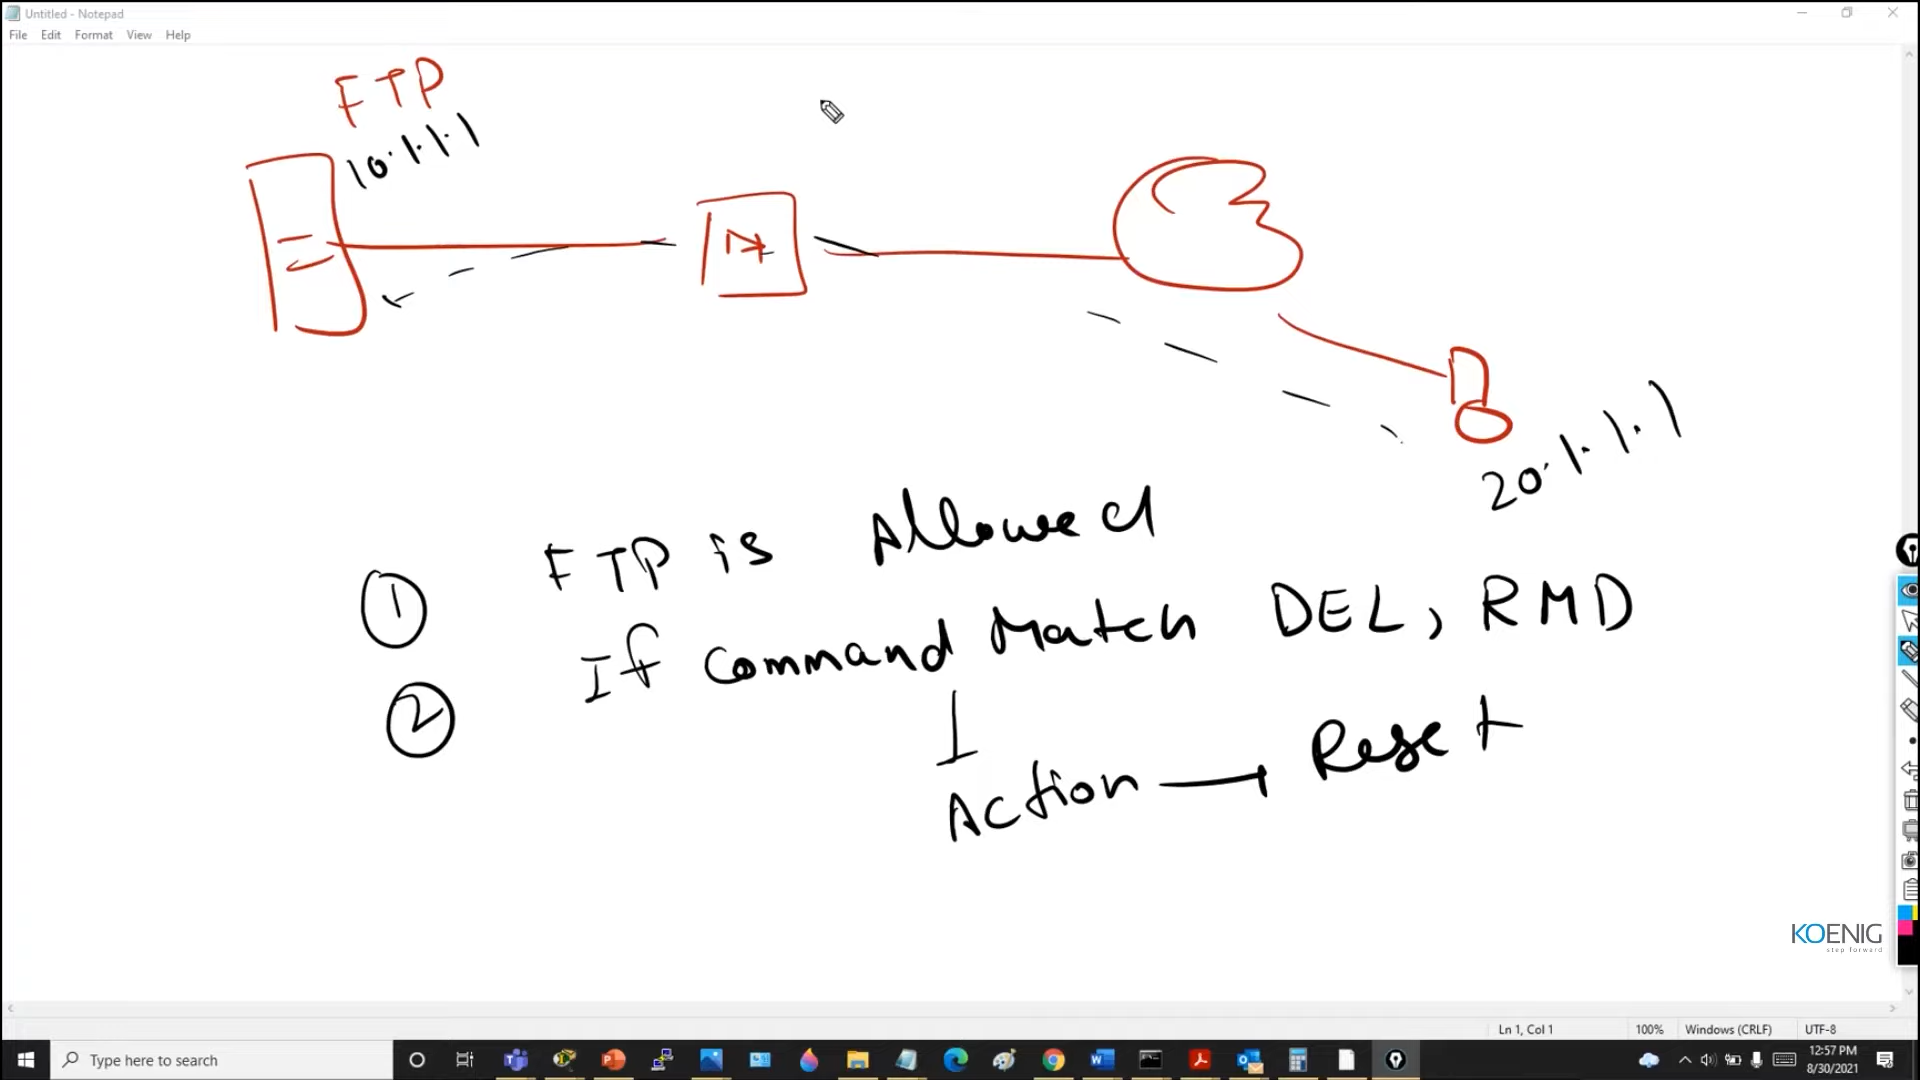 Untitled - Notepad
File Edit Format View Help
FTP
10.1.1.1
20.1.1.1
1 FTP is Allowed
2 If Command Match DEL, RMD
Action → Reset
KOENIG
step forward
Ln 1, Col 1 100% Windows (CRLF) UTF-8
Type here to search
12:57 PM
8/30/2021